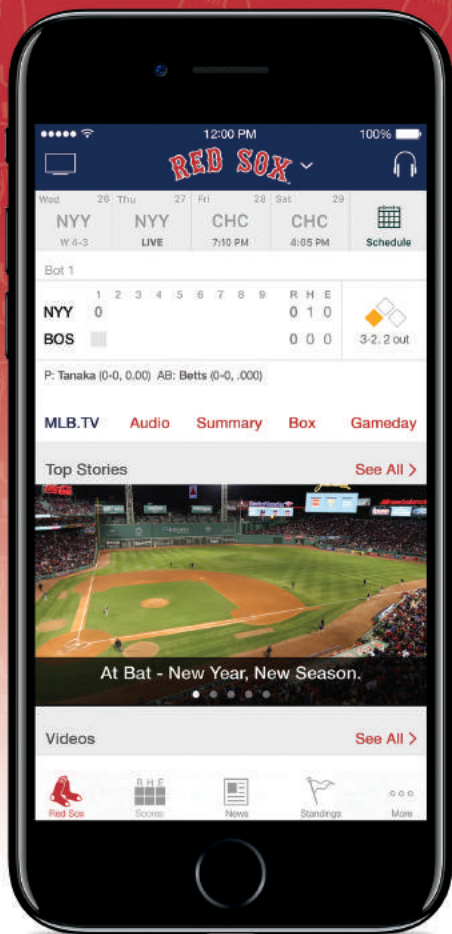 12:00 PM 100%
RED SOX
Wed 26 Thu 27 Fri 28 Sat 29
NYY NYY CHC CHC
W 4-3 LIVE 7:10 PM 4:05 PM Schedule
Bot 1
1 2 3 4 5 6 7 8 9 R H E
NYY 0 0 1 0
BOS 0 0 0 3-2, 2 out
P: Tanaka (0-0, 0.00) AB: Betts (0-0, .000)
MLB.TV Audio Summary Box Gameday
Top Stories See All >
At Bat - New Year, New Season.
Videos See All >
R H E
Red Sox Scores News Standings More